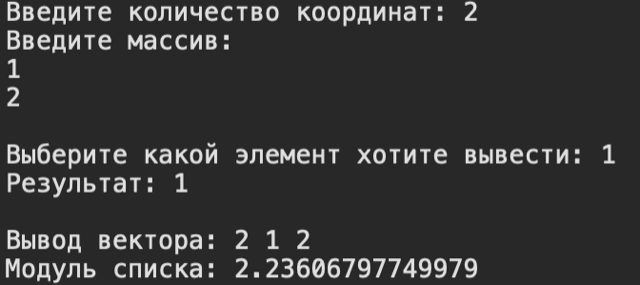 Введите количество координат: 2
Введите массив:
1
2
Выберите какой элемент хотите вывести: 1
Результат: 1
Вывод вектора: 2 1 2
Модуль списка: 2.23606797749979